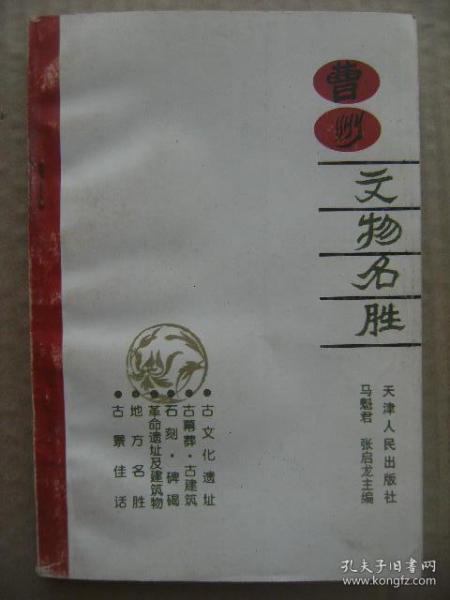 曹州
文物名胜
天津人民出版社
马魁君 张启龙主编
●古文化遗址
●古幕葬·古建筑
●石刻·碑碣
●革命遗址及建筑物
●地方名胜
●古景佳话
孔夫子旧书网
www.kongfz.com